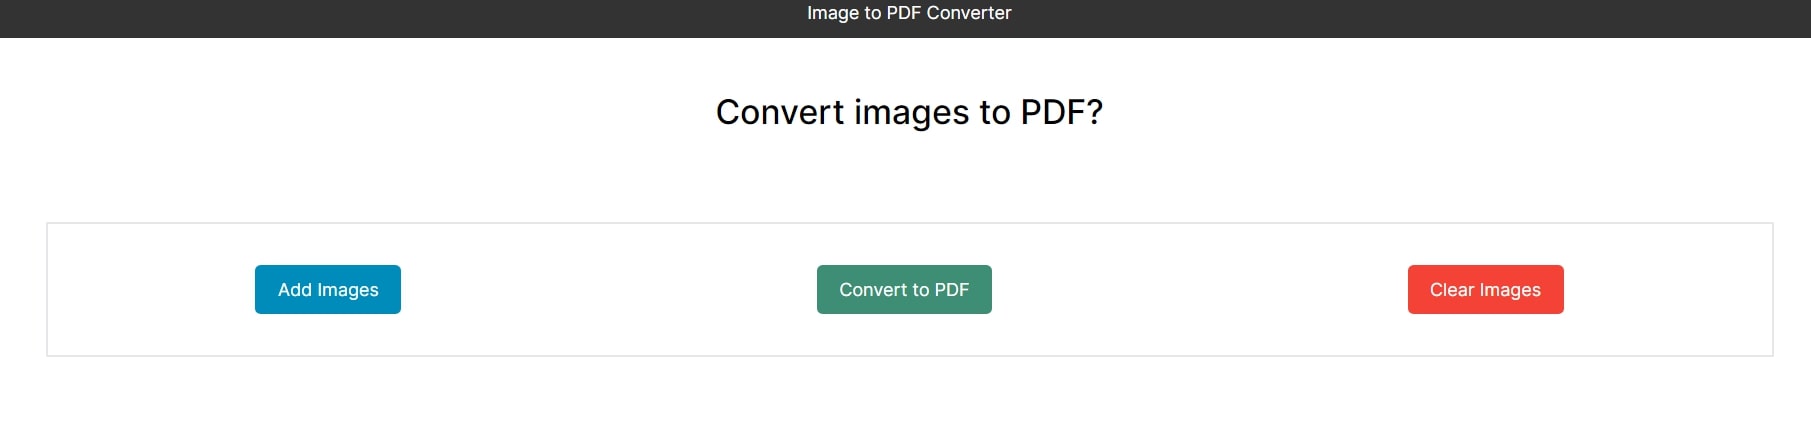 Image to PDF Converter
Convert images to PDF?
Add Images
Convert to PDF
Clear Images